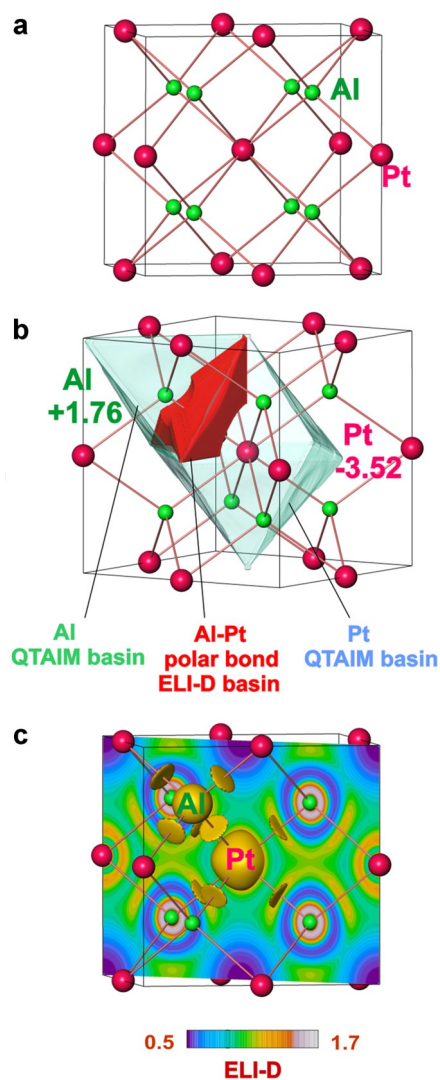 a
Al
Pt
b
Al
+1.76
Pt
-3.52
Al
QTAIM basin
Al-Pt
polar bond
ELI-D basin
Pt
QTAIM basin
c
Al
Pt
0.5
1.7
ELI-D